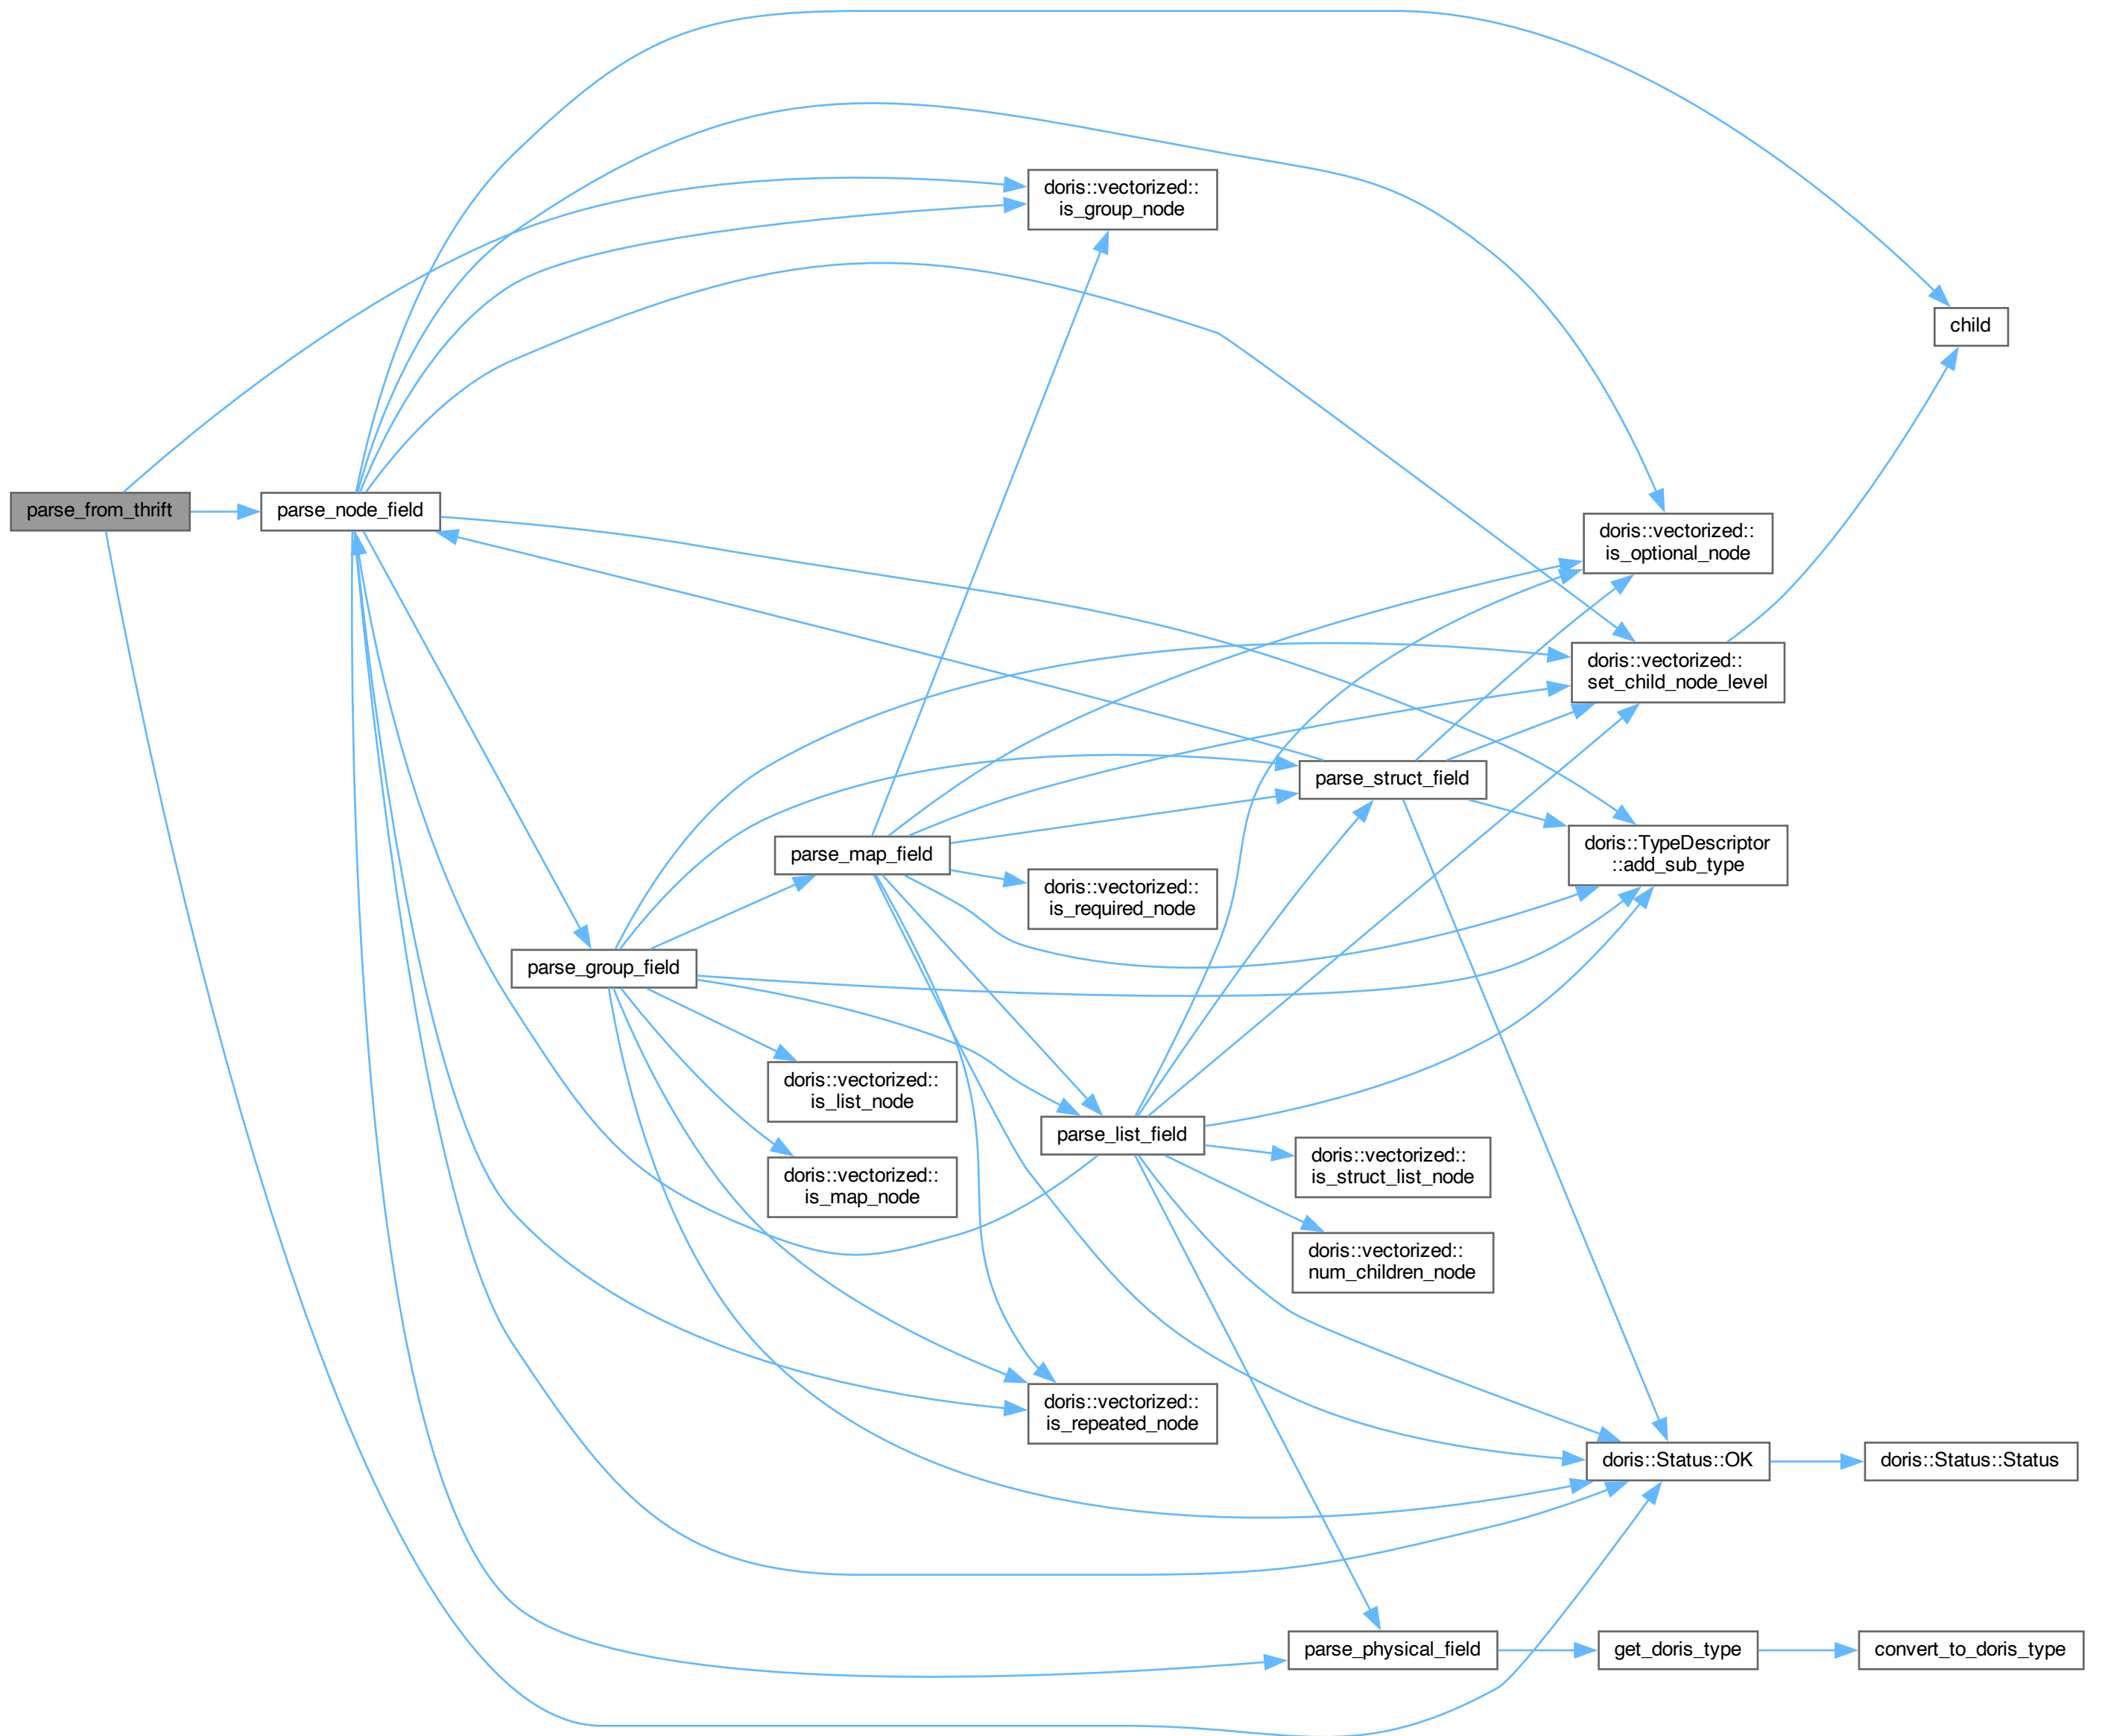 doris::vectorized::
is_group_node
child
parse_from_thrift
parse_node_field
doris::vectorized::
is_optional_node
doris::vectorized::
set_child_node_level
parse_struct_field
parse_map_field
doris::TypeDescriptor
::add_sub_type
doris::vectorized::
is_required_node
parse_group_field
doris::vectorized::
is_list_node
parse_list_field
doris::vectorized::
is_struct_list_node
doris::vectorized::
is_map_node
doris::vectorized::
num_children_node
doris::vectorized::
is_repeated_node
doris::Status::OK
doris::Status::Status
parse_physical_field
get_doris_type
convert_to_doris_type